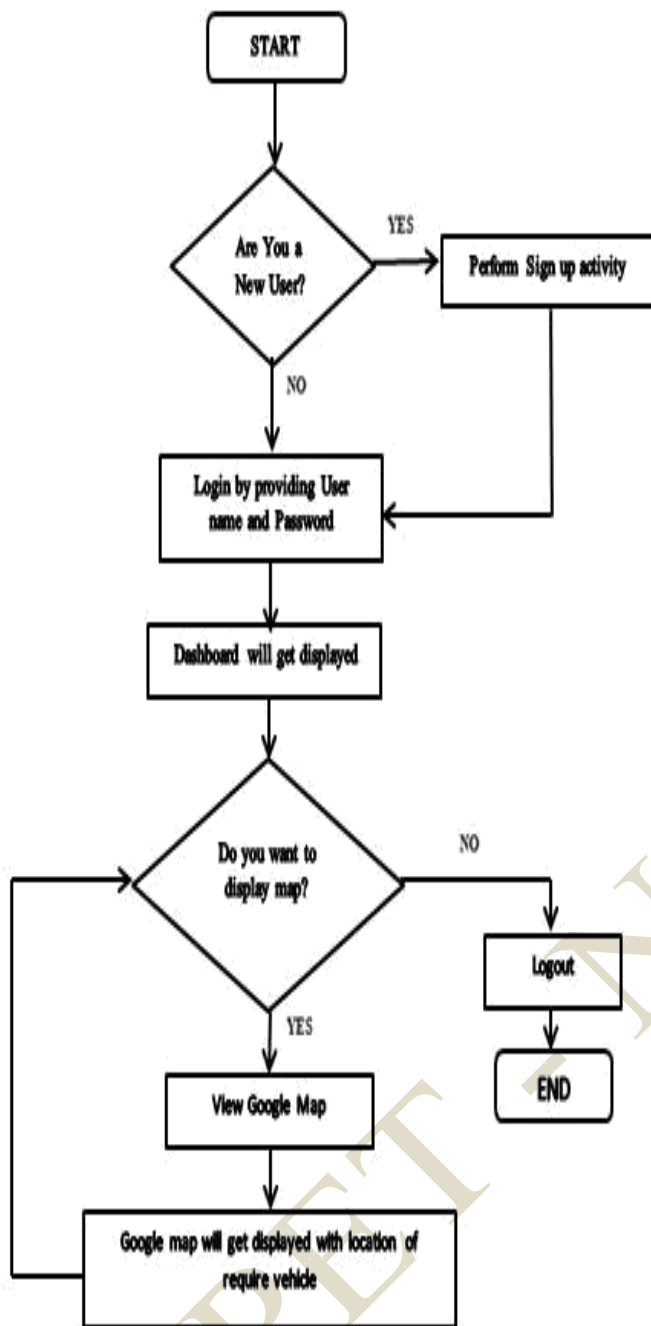 START
Are You a
New User?
YES
Perform Sign up activity
NO
Login by providing User
name and Password
Dashboard will get displayed
Do you want to
display map?
NO
Logout
END
YES
View Google Map
Google map will get displayed with location of
require vehicle
PET - N